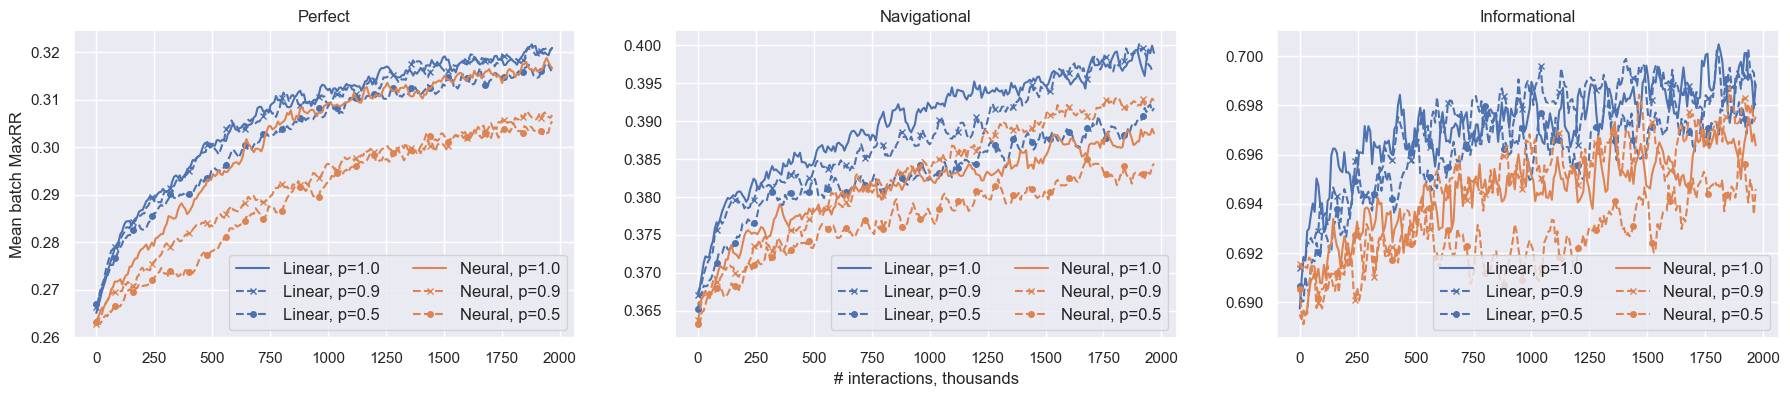 Perfect
Mean batch MaxRR
0.32
0.31
0.30
0.29
0.28
0.27
0.26
0 250 500 750 1000 1250 1500 1750 2000
Linear, p=1.0 Neural, p=1.0
Linear, p=0.9 Neural, p=0.9
Linear, p=0.5 Neural, p=0.5
Navigational
0.400
0.395
0.390
0.385
0.380
0.375
0.370
0.365
0 250 500 750 1000 1250 1500 1750 2000
# interactions, thousands
Linear, p=1.0 Neural, p=1.0
Linear, p=0.9 Neural, p=0.9
Linear, p=0.5 Neural, p=0.5
Informational
0.700
0.698
0.696
0.694
0.692
0.690
0 250 500 750 1000 1250 1500 1750 2000
Linear, p=1.0 Neural, p=1.0
Linear, p=0.9 Neural, p=0.9
Linear, p=0.5 Neural, p=0.5